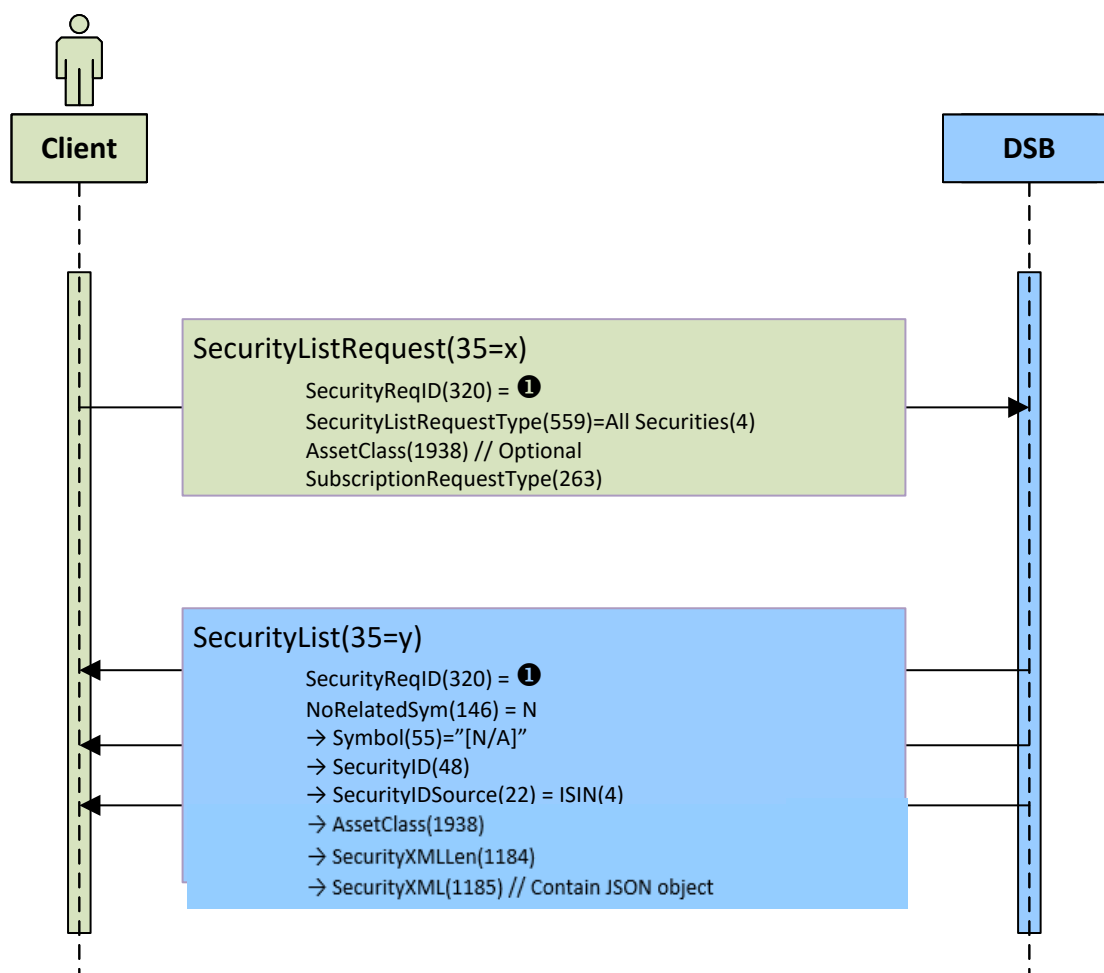 Client
DSB
SecurityListRequest(35=x)
SecurityReqID(320) = ❶
SecurityListRequestType(559)=All Securities(4)
AssetClass(1938) // Optional
SubscriptionRequestType(263)
SecurityList(35=y)
SecurityReqID(320) = ❶
NoRelatedSym(146) = N
→ Symbol(55)=”[N/A]”
→ SecurityID(48)
→ SecurityIDSource(22) = ISIN(4)
→ AssetClass(1938)
→ SecurityXMLLen(1184)
→ SecurityXML(1185) // Contain JSON object